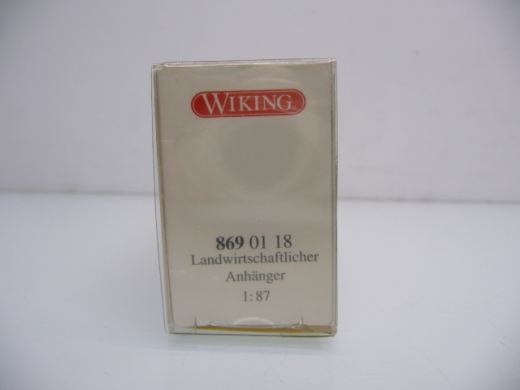 WIKING
869 01 18
Landwirtschaftlicher
Anhänger
1:87